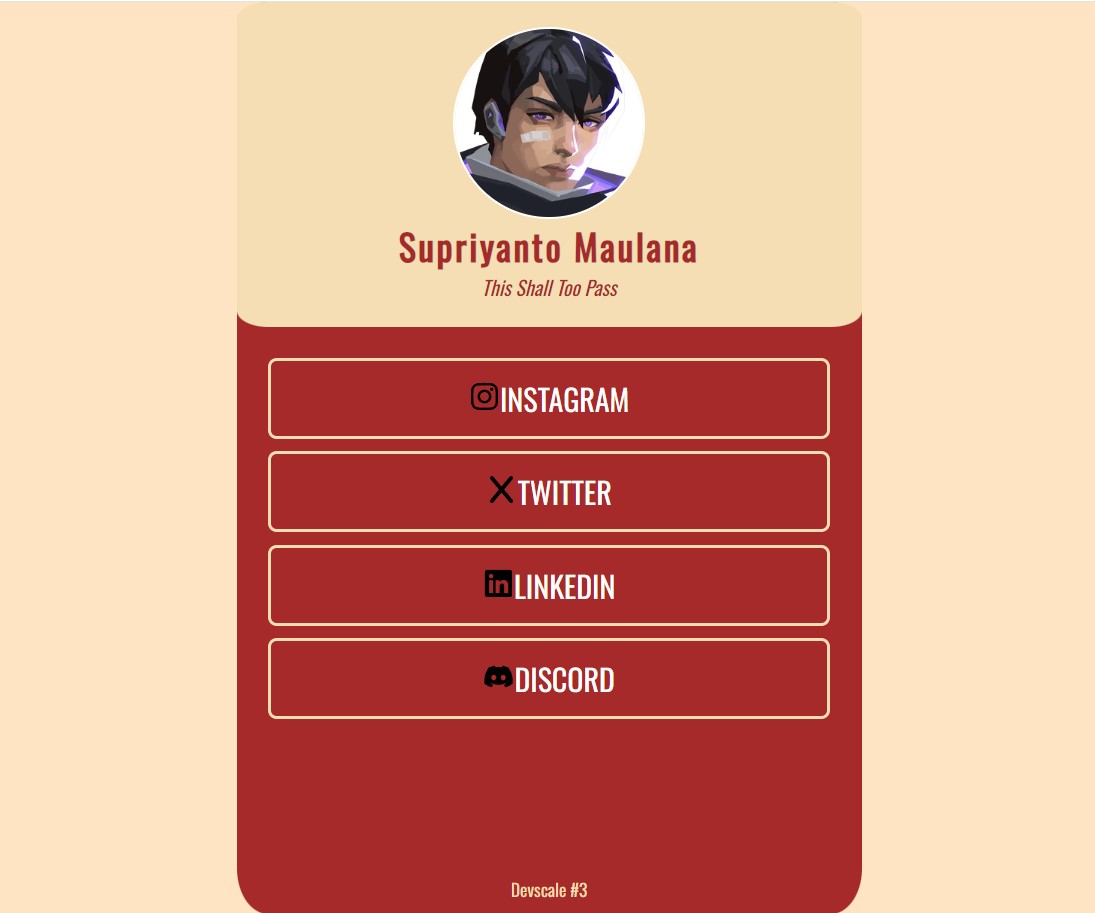 Supriyanto Maulana
This Shall Too Pass
INSTAGRAM
TWITTER
LINKEDIN
DISCORD
Devscale #3